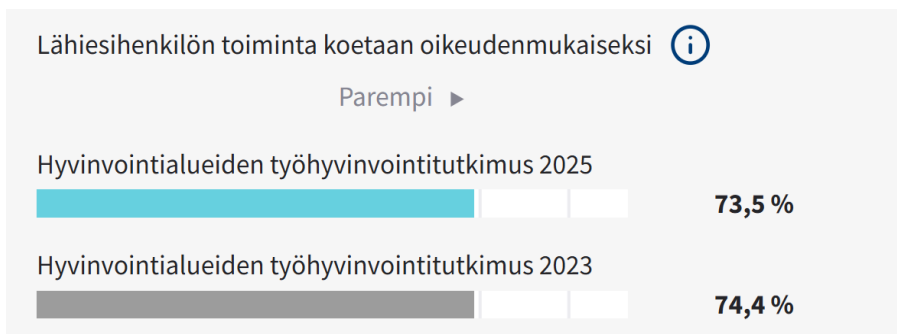 Lähiesihenkilön toiminta koetaan oikeudenmukaiseksi i
Parempi ►
Hyvinvointialueiden työhyvinvointitutkimus 2025
73,5 %
Hyvinvointialueiden työhyvinvointitutkimus 2023
74,4 %